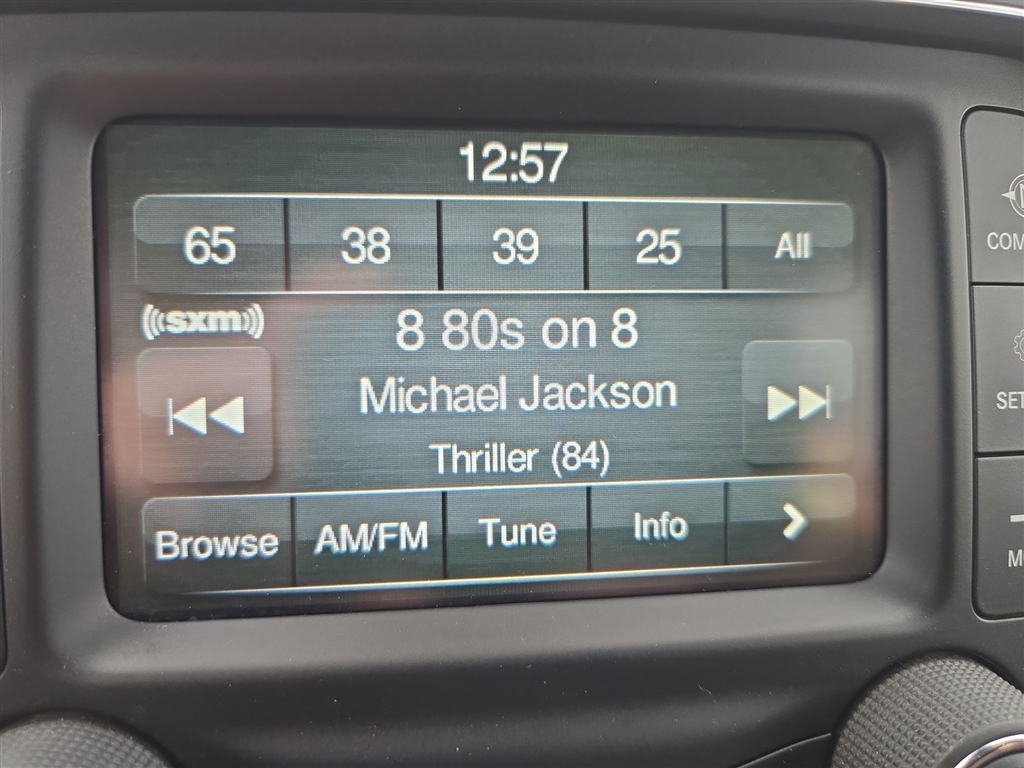 12:57
65 38 39 25 All
sxm
8 80s on 8
Michael Jackson
Thriller (84)
Browse AM/FM Tune Info